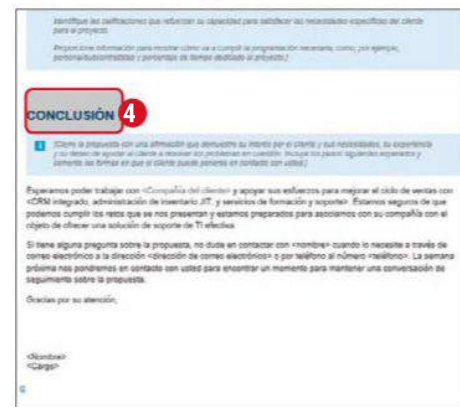 Identifique las calificaciones que refuerzan su capacidad para satisfacer las necesidades específicas del cliente
para el proyecto.
Proporcione información para mostrar cómo va a cumplir la programación necesaria, como, por ejemplo,
personal/subcontratistas y porcentaje de tiempo dedicado al proyecto.]
CONCLUSIÓN 4
[Cierre la propuesta con una afirmación que demuestre su interés por el cliente y sus necesidades, su experiencia
y su deseo de ayudar al cliente a resolver los problemas en cuestión. Incluya los pasos siguientes esperados y
comente las formas en que el cliente puede ponerse en contacto con usted.]
Esperamos poder trabajar con <Compañía del cliente> y apoyar sus esfuerzos para mejorar el ciclo de ventas con
<CRM integrado, administración de inventario JIT, y servicios de formación y soporte>. Estamos seguros de que
podemos cumplir los retos que se nos presentan y estamos preparados para asociarnos con su compañía con el
objeto de ofrecer una solución de soporte de TI efectiva.
Si tiene alguna pregunta sobre la propuesta, no dude en contactar con <nombre> cuando lo necesite a través de
correo electrónico a la dirección <dirección de correo electrónico> o por teléfono al número <teléfono>. La semana
próxima nos pondremos en contacto con usted para encontrar un momento para mantener una conversación de
seguimiento sobre la propuesta.
Gracias por su atención,
<Nombre>
<Cargo>